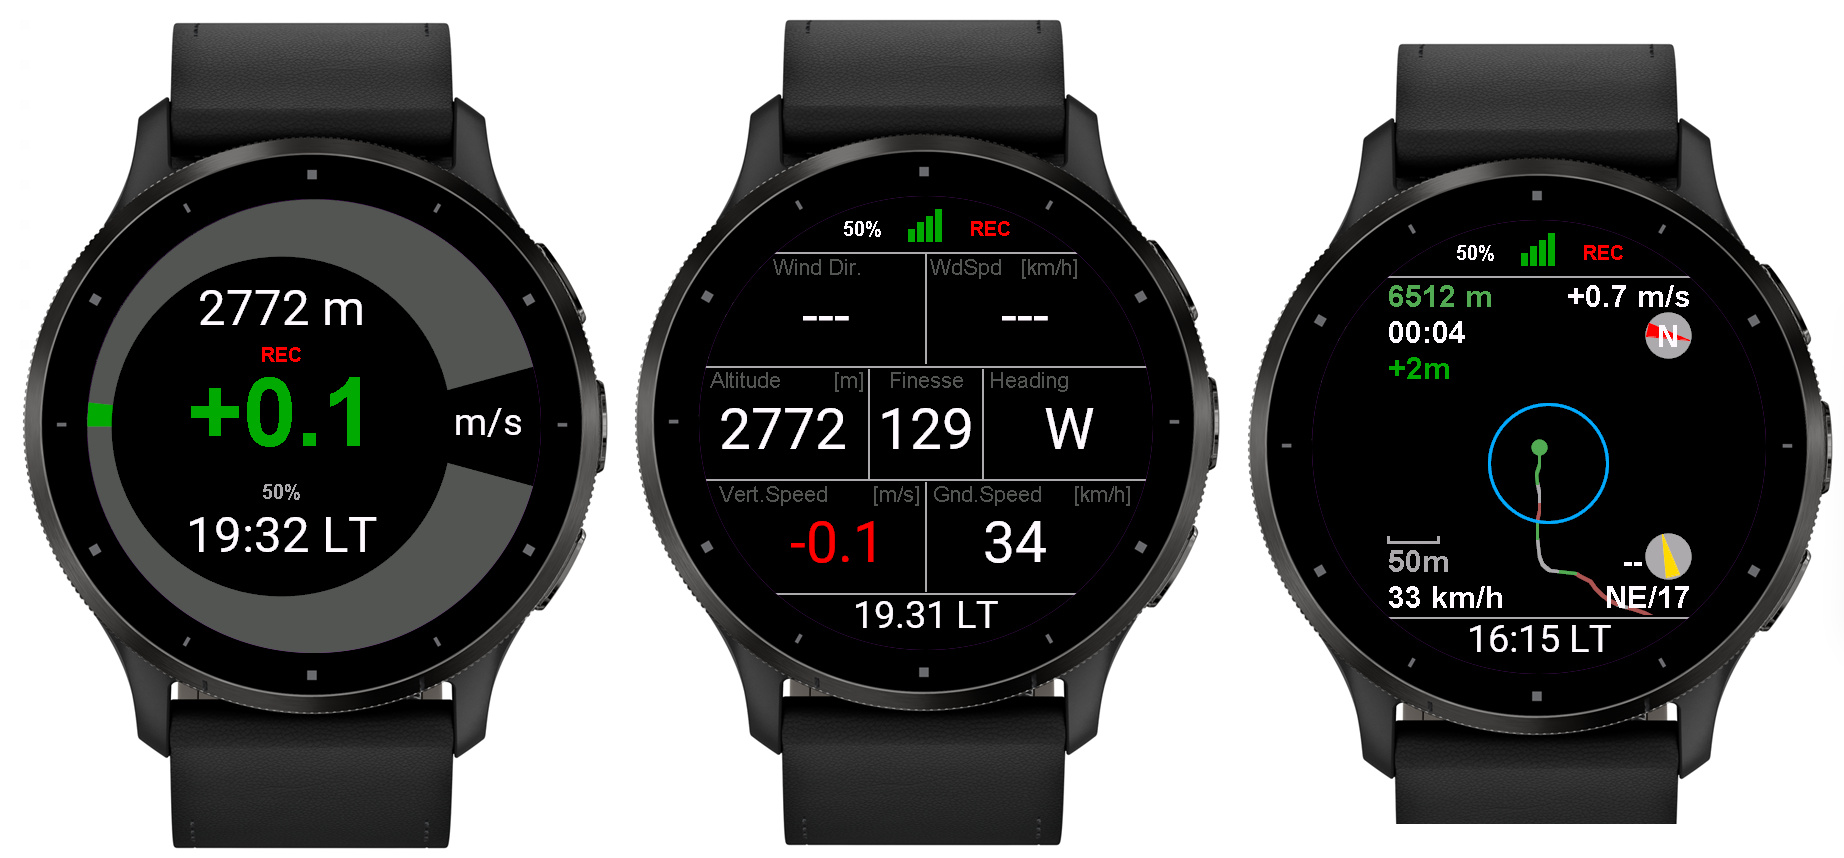 2772 m
REC
+0.1
m/s
50%
19:32 LT
50% REC
Wind Dir. WdSpd [km/h]
--- ---
Altitude [m] Finesse Heading
2772 129 W
Vert.Speed [m/s] Gnd.Speed [km/h]
-0.1 34
19.31 LT
50% REC
6512 m +0.7 m/s
00:04 N
+2m
50m --
33 km/h NE/17
16:15 LT